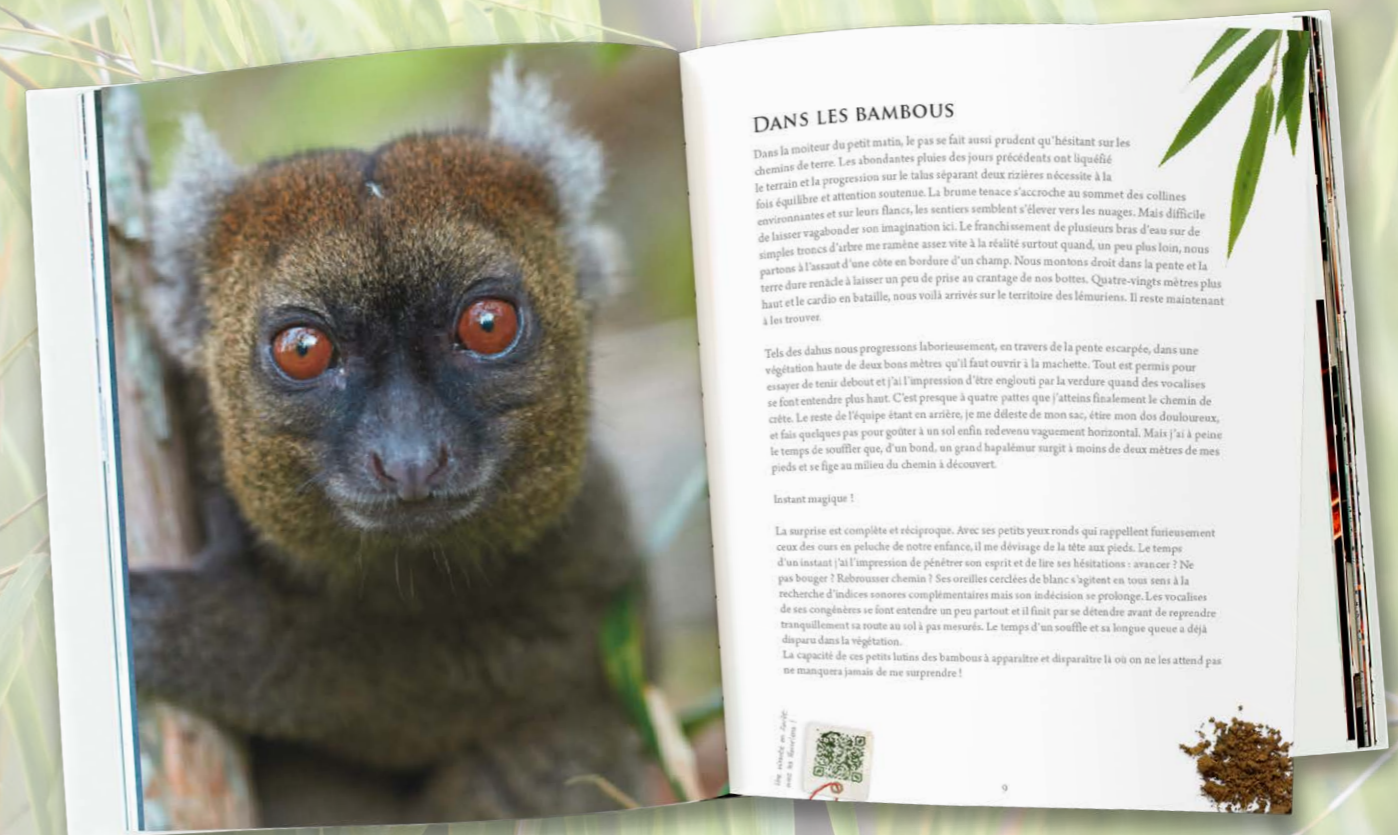 DANS LES BAMBOUS
Dans la moiteur du petit matin, le pas se fait aussi prudent qu'hésitant sur les
chemins de terre. Les abondantes pluies des jours précédents ont liquéfié
le terrain et la progression sur le talus séparant deux rizières nécessite à la
fois équilibre et attention soutenue. La brume tenace s'accroche au sommet des collines
environnantes et sur leurs flancs, les sentiers semblent s'élever vers les nuages. Mais difficile
de laisser vagabonder son imagination ici. Le franchissement de plusieurs bras d'eau sur de
simples troncs d'arbre me ramène assez vite à la réalité surtout quand, un peu plus loin, nous
partons à l'assaut d'une côte en bordure d'un champ. Nous montons droit dans la pente et la
terre dure renâcle à laisser un peu de prise au crantage de nos bottes. Quatre-vingts mètres plus
haut et le cardio en bataille, nous voilà arrivés sur le territoire des lémuriens. Il reste maintenant
à les trouver.
Tels des dahus nous progressons laborieusement, en travers de la pente escarpée, dans une
végétation haute de deux bons mètres qu'il faut ouvrir à la machette. Tout est permis pour
essayer de tenir debout et j'ai l'impression d'être englouti par la verdure quand des vocalises
se font entendre plus haut. C'est presque à quatre pattes que j'atteins finalement le chemin de
crête. Le reste de l'équipe étant en arrière, je me déleste de mon sac, étire mon dos douloureux,
et fais quelques pas pour goûter à un sol enfin redevenu vaguement horizontal. Mais j'ai à peine
le temps de souffler que, d'un bond, un grand hapalémur surgit à moins de deux mètres de mes
pieds et se fige au milieu du chemin à découvert.
Instant magique !
La surprise est complète et réciproque. Avec ses petits yeux ronds qui rappellent furieusement
ceux des ours en peluche de notre enfance, il me dévisage de la tête aux pieds. Le temps
d'un instant j'ai l'impression de pénétrer son esprit et de lire ses hésitations : avancer ? Ne
pas bouger ? Rebrousser chemin ? Ses oreilles cerclées de blanc s'agitent en tous sens à la
recherche d'indices sonores complémentaires mais son indécision se prolonge. Les vocalises
de ses congénères se font entendre un peu partout et il finit par se détendre avant de reprendre
tranquillement sa route au sol à pas mesurés. Le temps d'un souffle et sa longue queue a déjà
disparu dans la végétation.
La capacité de ces petits lutins des bambous à apparaître et disparaître là où on ne les attend pas
ne manquera jamais de me surprendre !
9